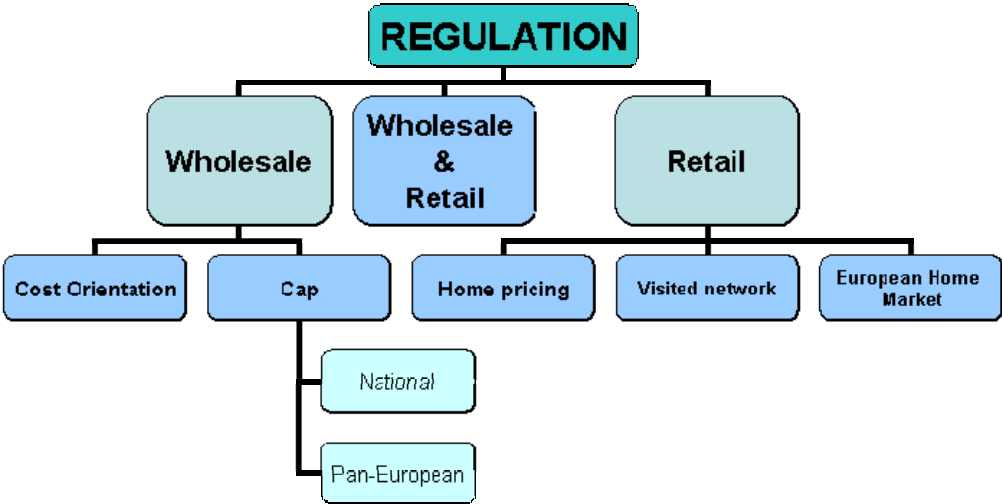 REGULATION
Wholesale
Wholesale
&
Retail
Retail
Cost Orientation
Cap
Home pricing
Visited network
European Home
Market
National
Pan-European